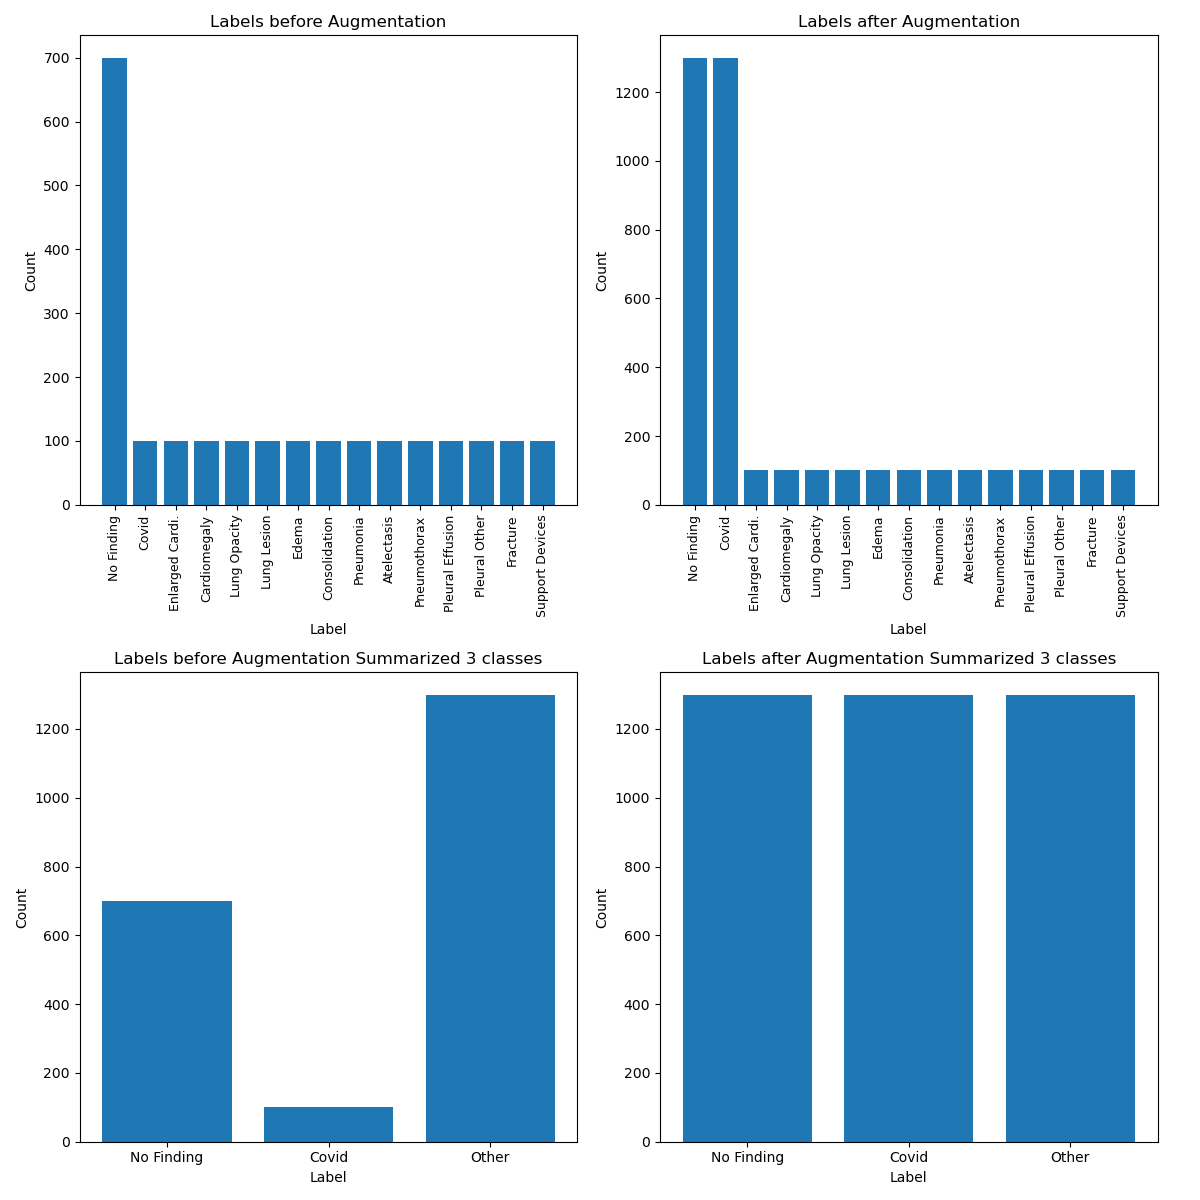 Labels before Augmentation
700
600
500
400
300
200
100
0
Count
No Finding
Covid
Enlarged Cardi.
Cardiomegaly
Lung Opacity
Lung Lesion
Edema
Consolidation
Pneumonia
Atelectasis
Pneumothorax
Pleural Effusion
Pleural Other
Fracture
Support Devices
Label
Labels after Augmentation
1200
1000
800
600
400
200
0
Count
No Finding
Covid
Enlarged Cardi.
Cardiomegaly
Lung Opacity
Lung Lesion
Edema
Consolidation
Pneumonia
Atelectasis
Pneumothorax
Pleural Effusion
Pleural Other
Fracture
Support Devices
Label
Labels before Augmentation Summarized 3 classes
1200
1000
800
600
400
200
0
Count
No Finding
Covid
Other
Label
Labels after Augmentation Summarized 3 classes
1200
1000
800
600
400
200
0
Count
No Finding
Covid
Other
Label